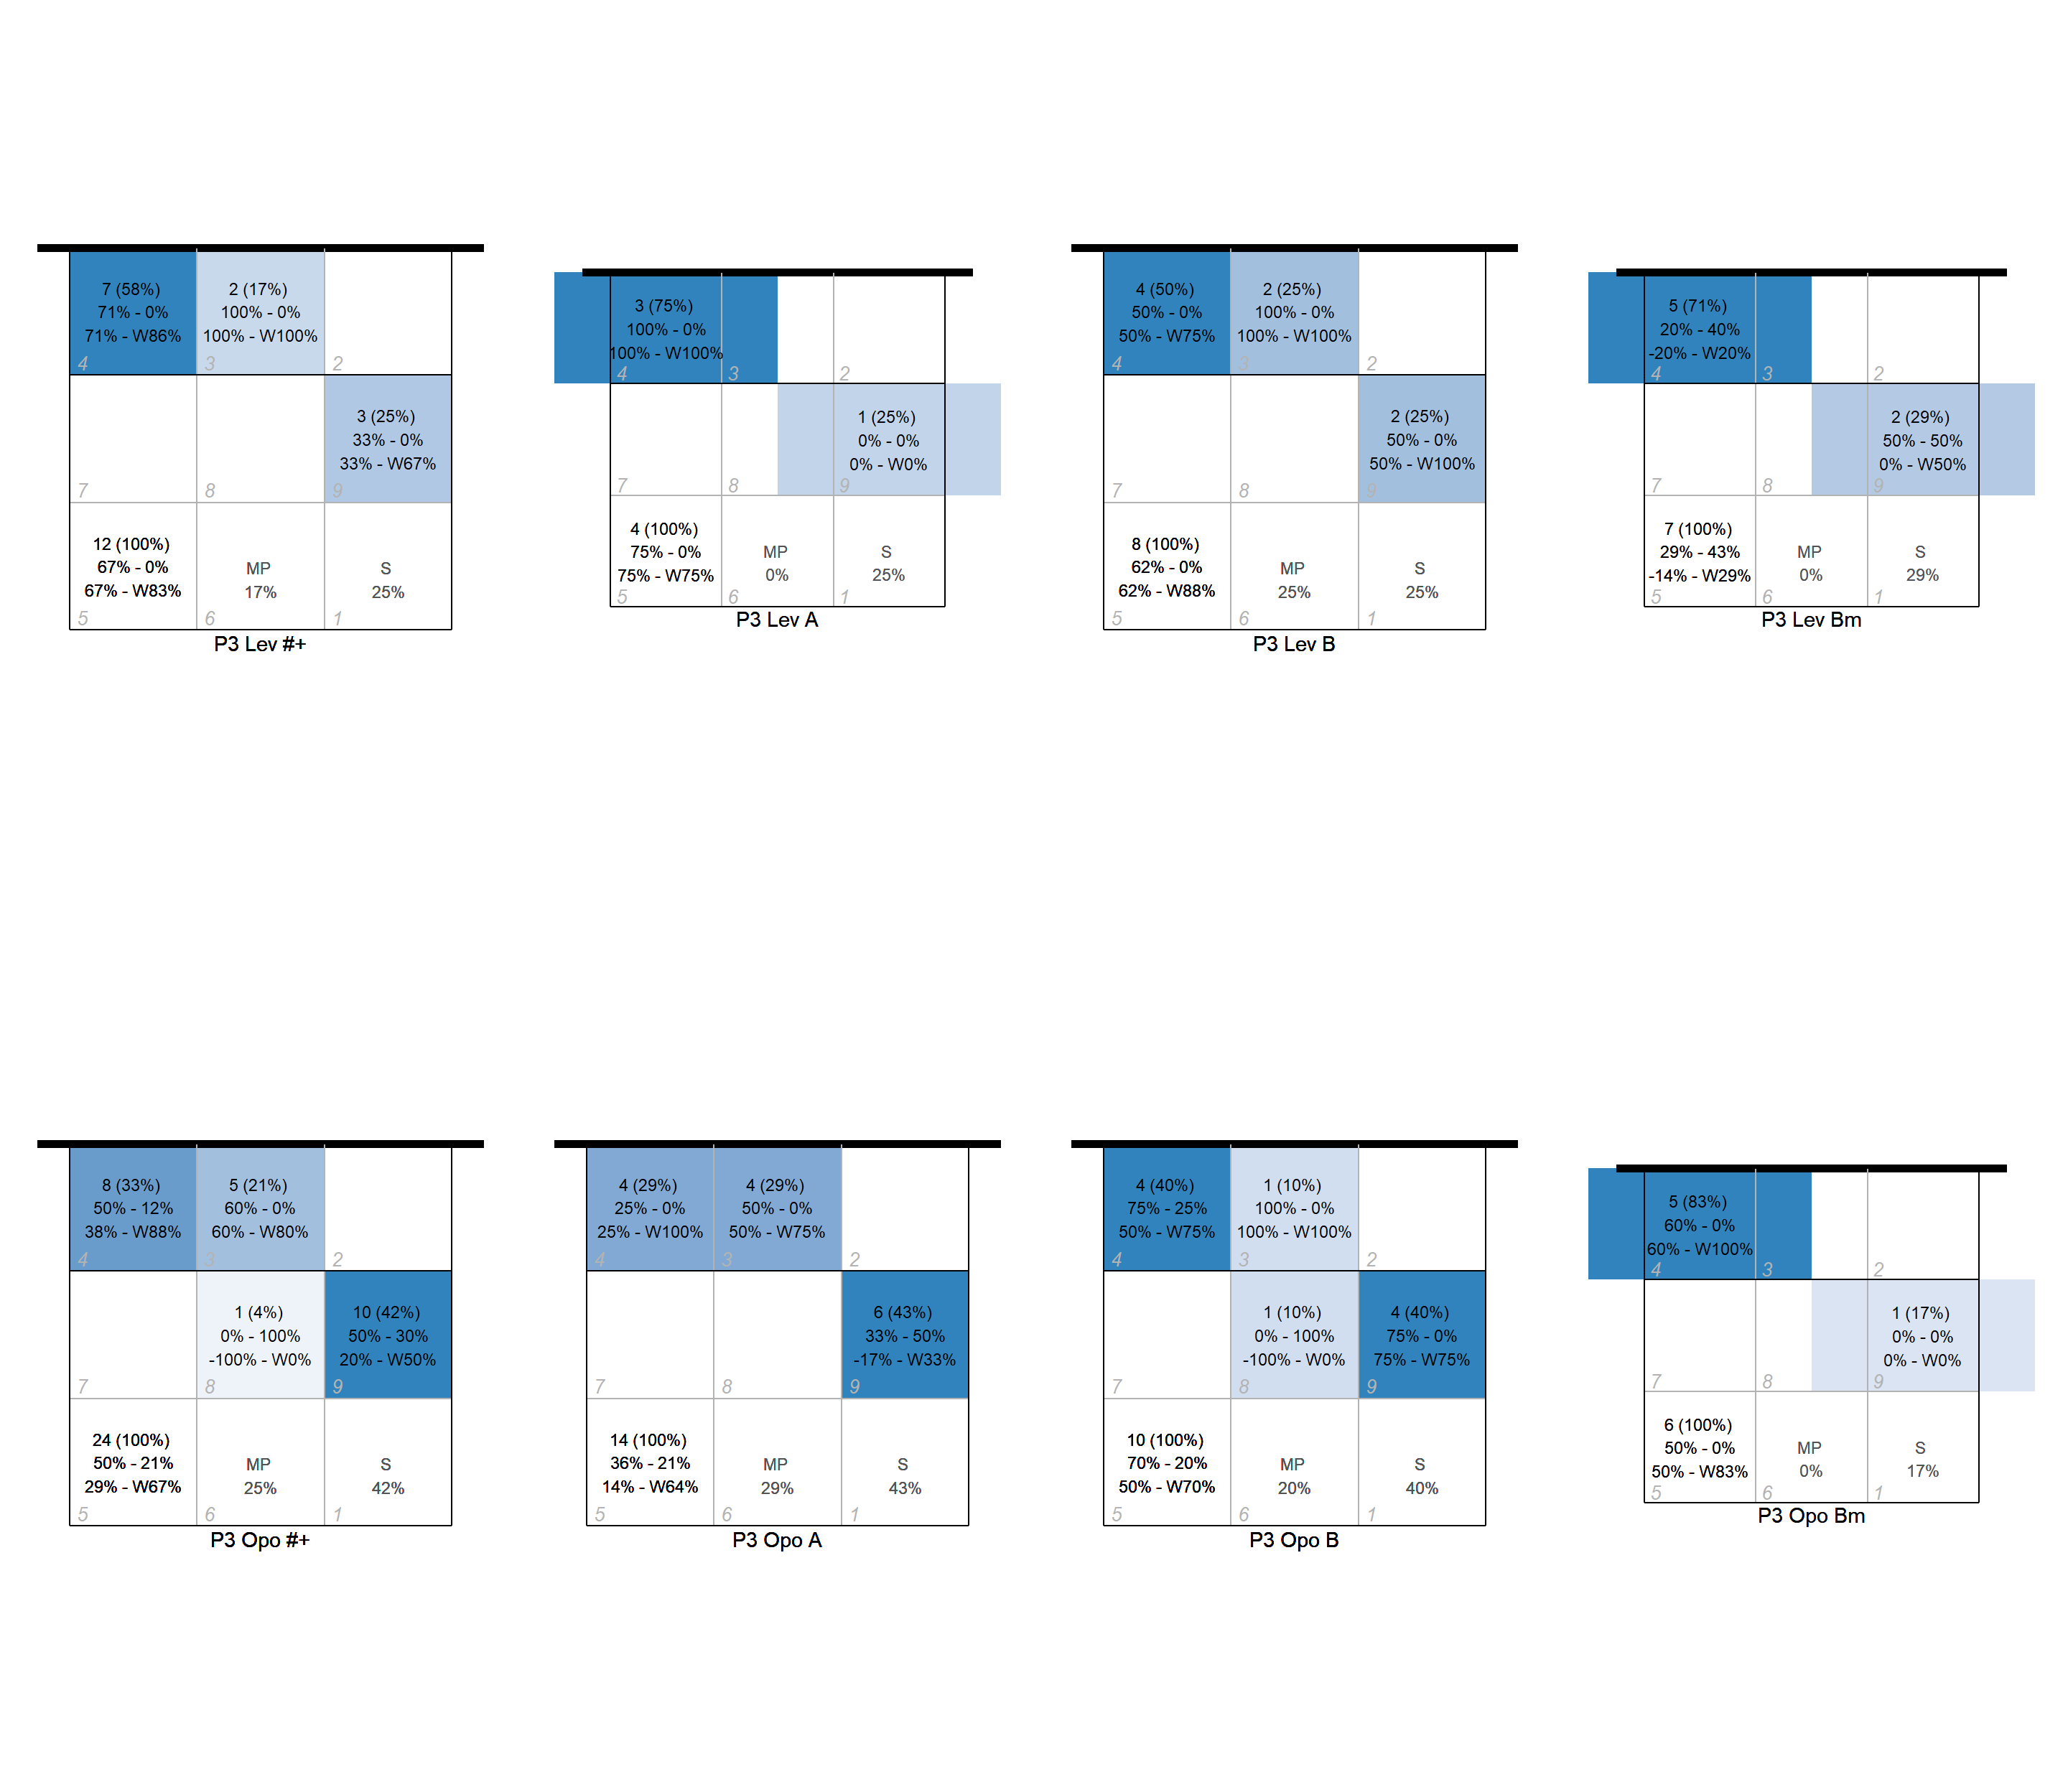 7 (58%)
71% - 0%
71% - W86%
4
2 (17%)
100% - 0%
100% - W100%
3
2
7
8
3 (25%)
33% - 0%
33% - W67%
9
12 (100%)
67% - 0%
67% - W83%
5
MP
17%
6
S
25%
1
P3 Lev #+
3 (75%)
100% - 0%
100% - W100%
4
3
2
7
8
1 (25%)
0% - 0%
0% - W0%
9
4 (100%)
75% - 0%
75% - W75%
5
MP
0%
6
S
25%
1
P3 Lev A
4 (50%)
50% - 0%
50% - W75%
4
2 (25%)
100% - 0%
100% - W100%
3
2
7
8
2 (25%)
50% - 0%
50% - W100%
9
8 (100%)
62% - 0%
62% - W88%
5
MP
25%
6
S
25%
1
P3 Lev B
5 (71%)
20% - 40%
-20% - W20%
4
3
2
7
8
2 (29%)
50% - 50%
0% - W50%
9
7 (100%)
29% - 43%
-14% - W29%
5
MP
0%
6
S
29%
1
P3 Lev Bm
8 (33%)
50% - 12%
38% - W88%
4
5 (21%)
60% - 0%
60% - W80%
3
2
7
1 (4%)
0% - 100%
-100% - W0%
8
10 (42%)
50% - 30%
20% - W50%
9
24 (100%)
50% - 21%
29% - W67%
5
MP
25%
6
S
42%
1
P3 Opo #+
4 (29%)
25% - 0%
25% - W100%
4
4 (29%)
50% - 0%
50% - W75%
3
2
7
8
6 (43%)
33% - 50%
-17% - W33%
9
14 (100%)
36% - 21%
14% - W64%
5
MP
29%
6
S
43%
1
P3 Opo A
4 (40%)
75% - 25%
50% - W75%
4
1 (10%)
100% - 0%
100% - W100%
3
2
7
1 (10%)
0% - 100%
-100% - W0%
8
4 (40%)
75% - 0%
75% - W75%
9
10 (100%)
70% - 20%
50% - W70%
5
MP
20%
6
S
40%
1
P3 Opo B
5 (83%)
60% - 0%
60% - W100%
4
3
2
7
8
1 (17%)
0% - 0%
0% - W0%
9
6 (100%)
50% - 0%
50% - W83%
5
MP
0%
6
S
17%
1
P3 Opo Bm